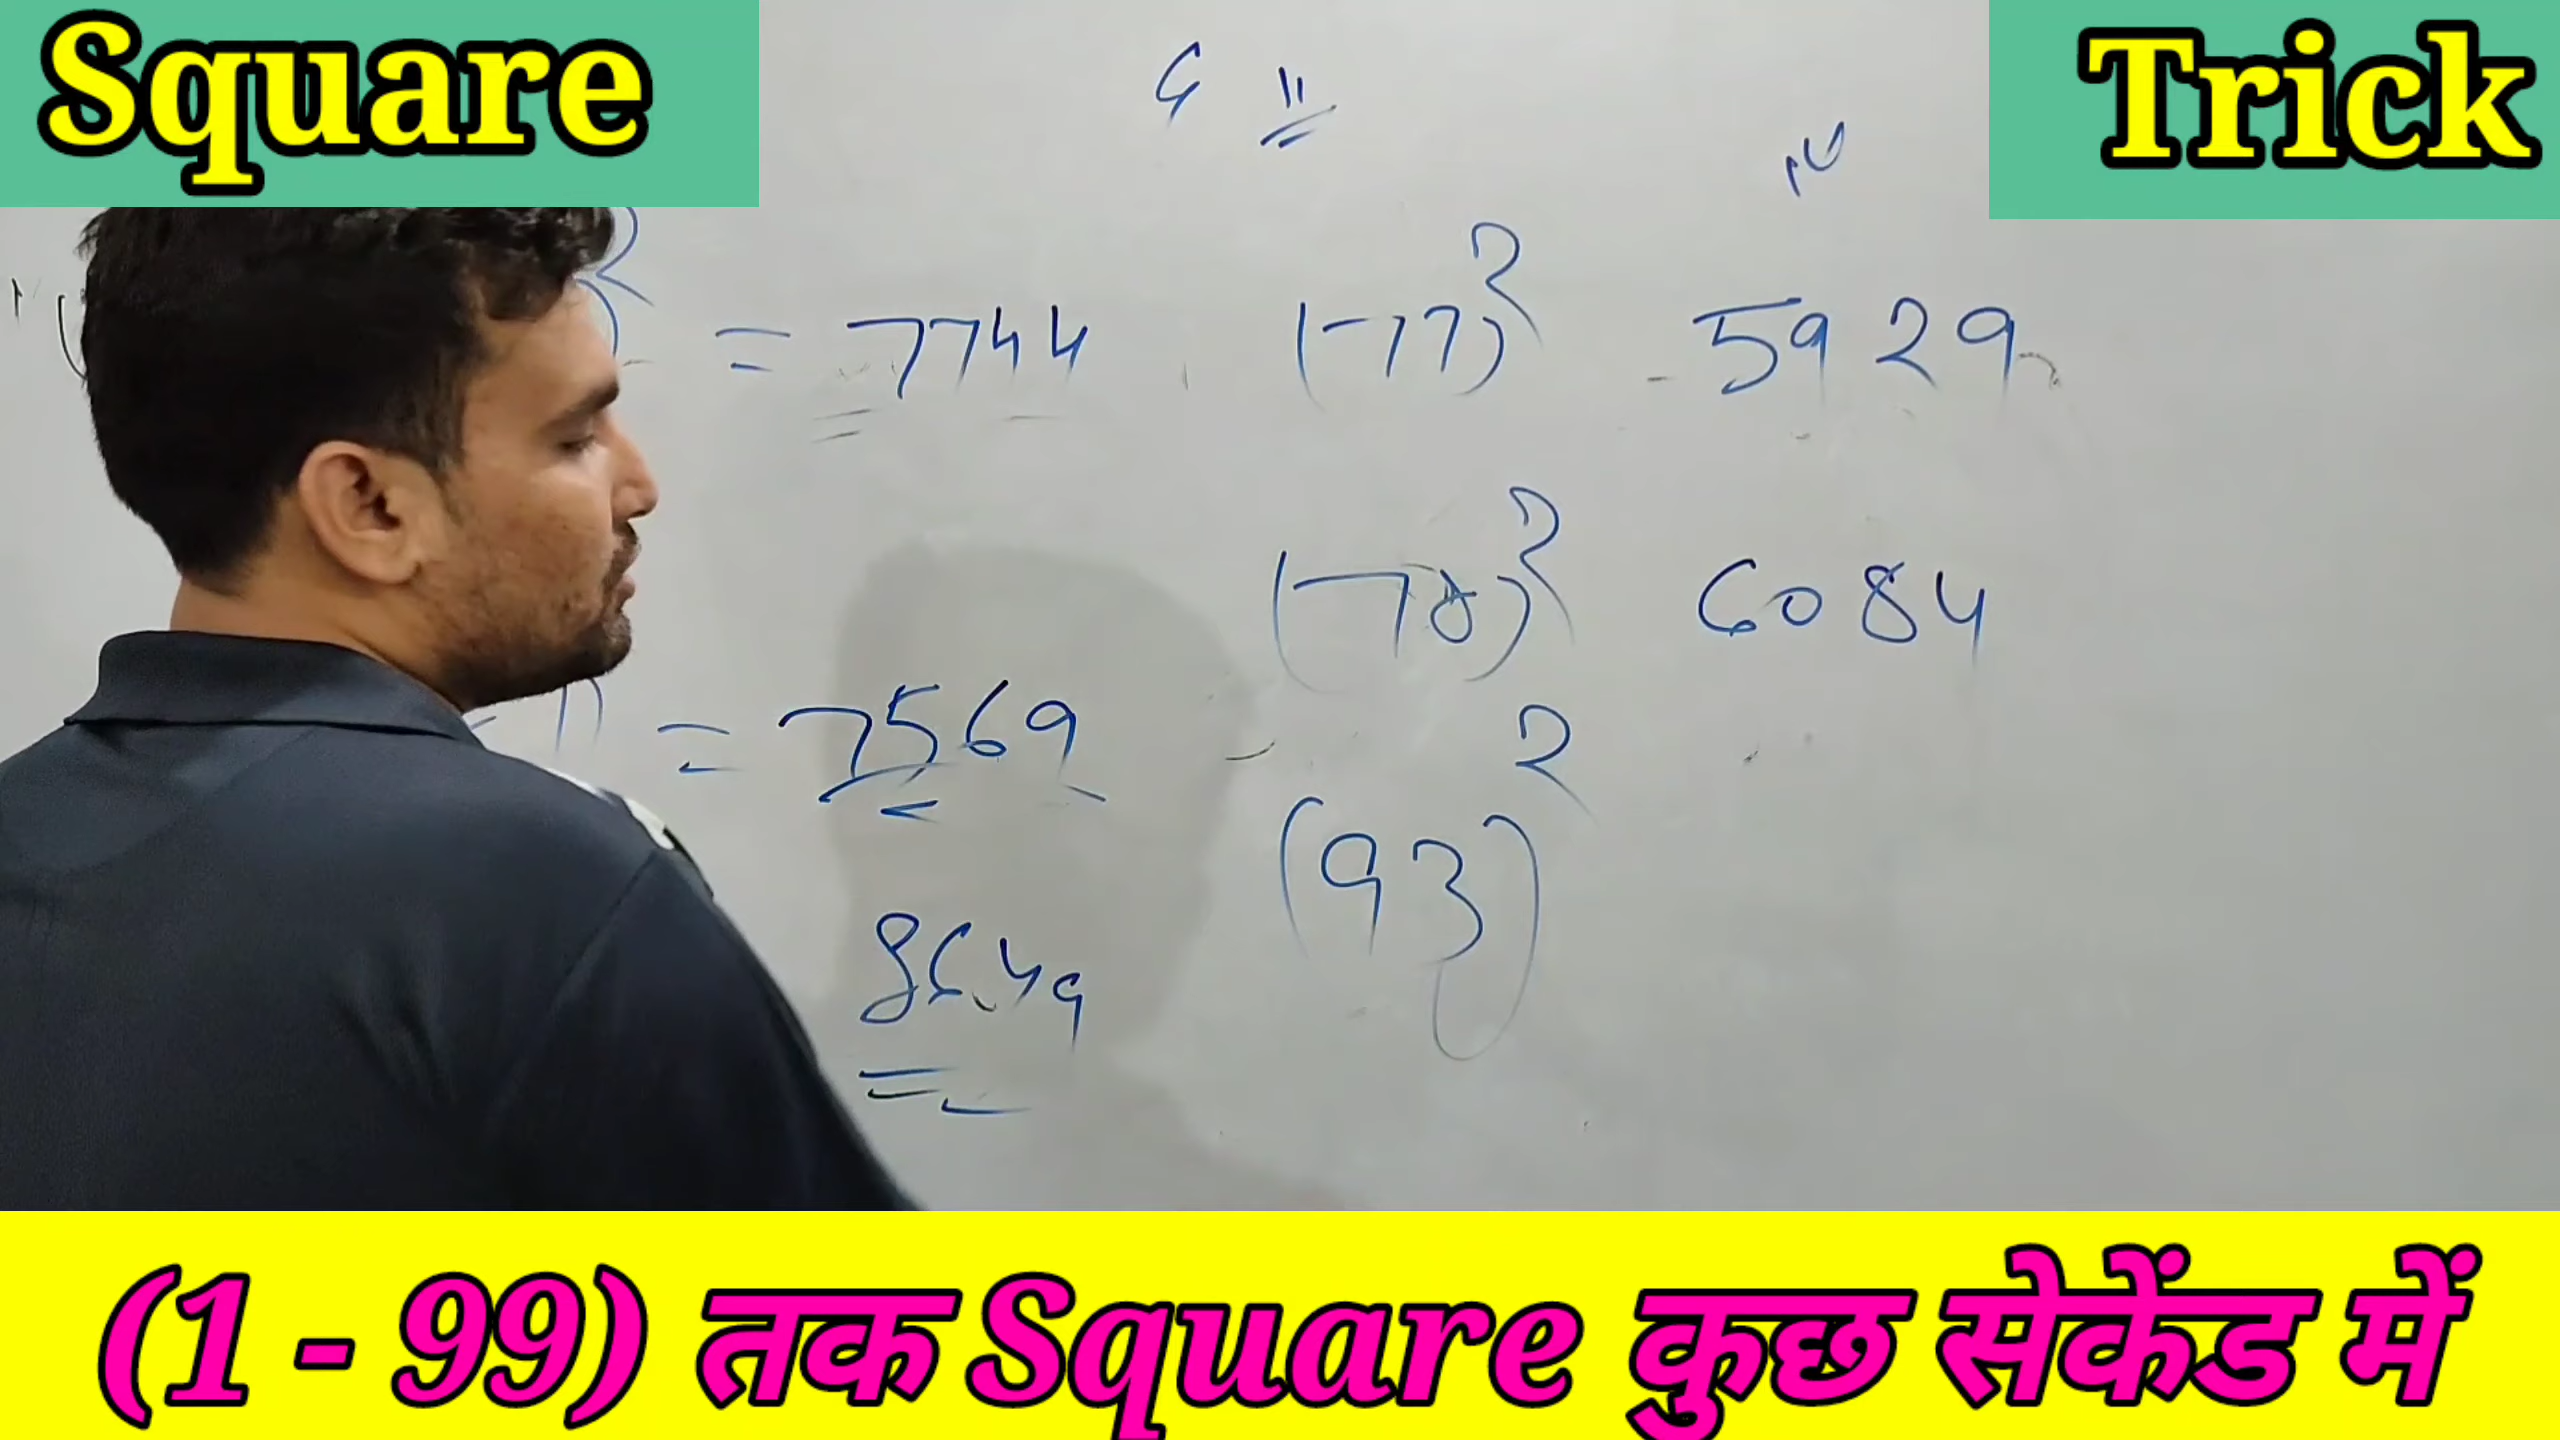 Square
Trick
= 7744
(77)²
5929
(78)²
6084
= 7569
(93)²
8649
(1 - 99) तक Square कुछ सेकेंड में